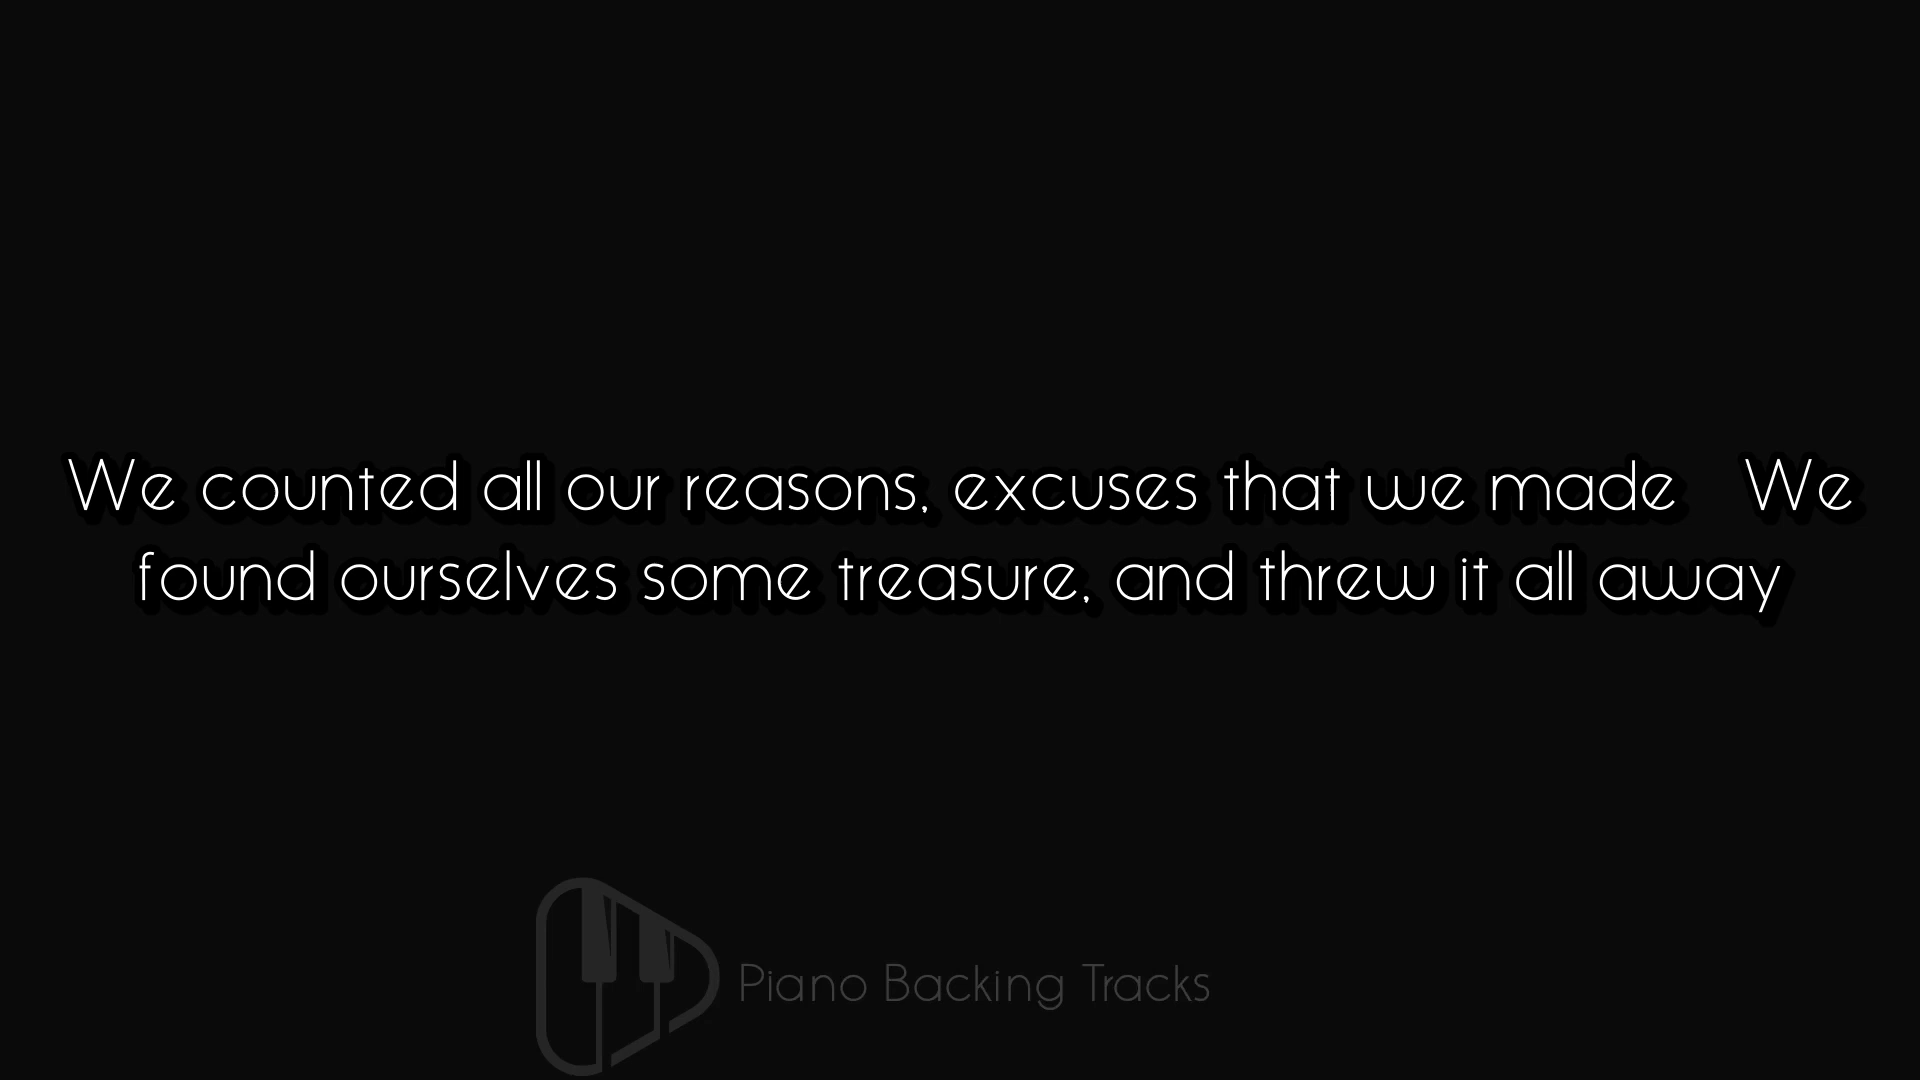 We counted all our reasons, excuses that we made We
found ourselves some treasure, and threw it all away
Piano Backing Tracks